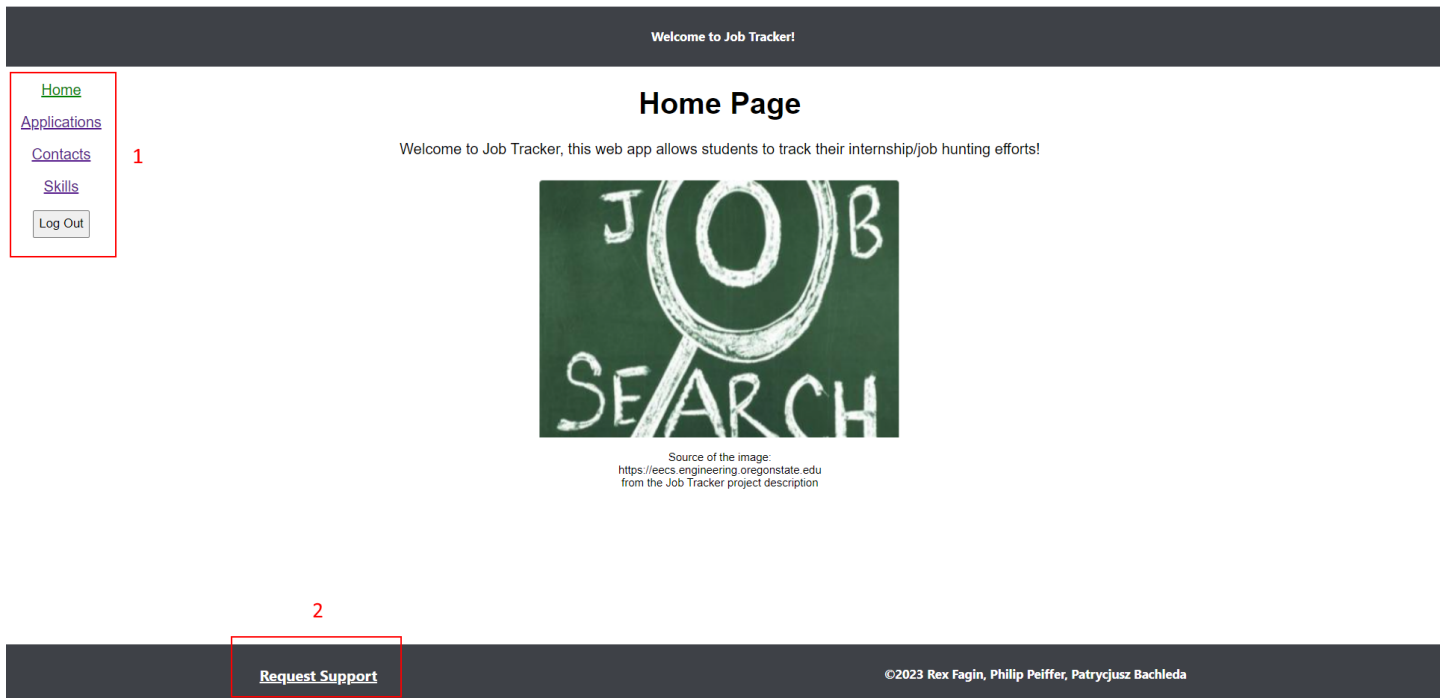 Welcome to Job Tracker!
Home
Applications
Contacts
Skills
Log Out
1
Home Page
Welcome to Job Tracker, this web app allows students to track their internship/job hunting efforts!
JOB
SEARCH
Source of the image:
https://eecs.engineering.oregonstate.edu
from the Job Tracker project description
2
Request Support
©2023 Rex Fagin, Philip Peiffer, Patrycjusz Bachleda